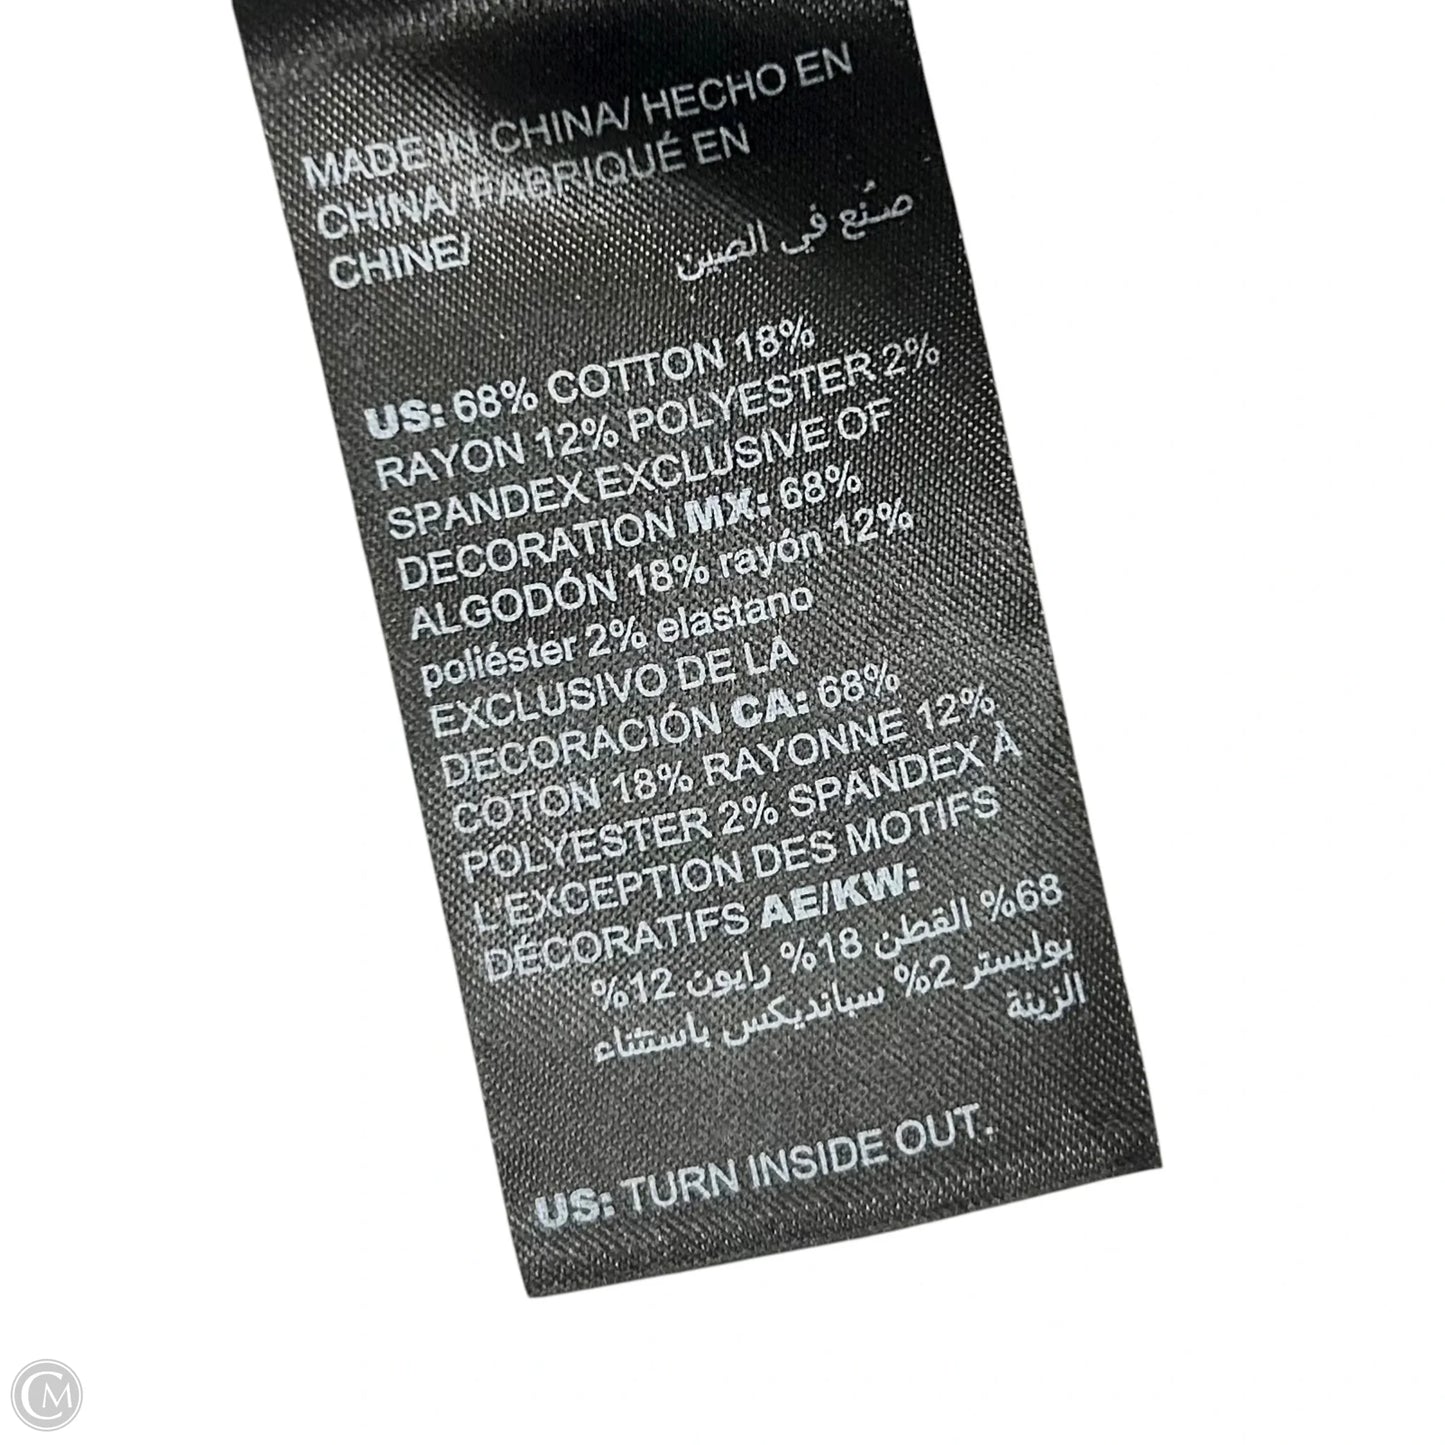 MADE IN CHINA/ HECHO EN
CHINA/ FABRIQUÉ EN
CHINE/
صُنع في الصين
US: 68% COTTON 18%
RAYON 12% POLYESTER 2%
SPANDEX EXCLUSIVE OF
DECORATION MX: 68%
ALGODÓN 18% rayón 12%
poliéster 2% elastano
EXCLUSIVO DE LA
DECORACIÓN CA: 68%
COTON 18% RAYONNE 12%
POLYESTER 2% SPANDEX À
L'EXCEPTION DES MOTIFS
DÉCORATIFS AE/KW:
68% القطن 18% رايون 12%
بوليستر 2% سبانديكس باستثناء
الزينة
US: TURN INSIDE OUT.
CM